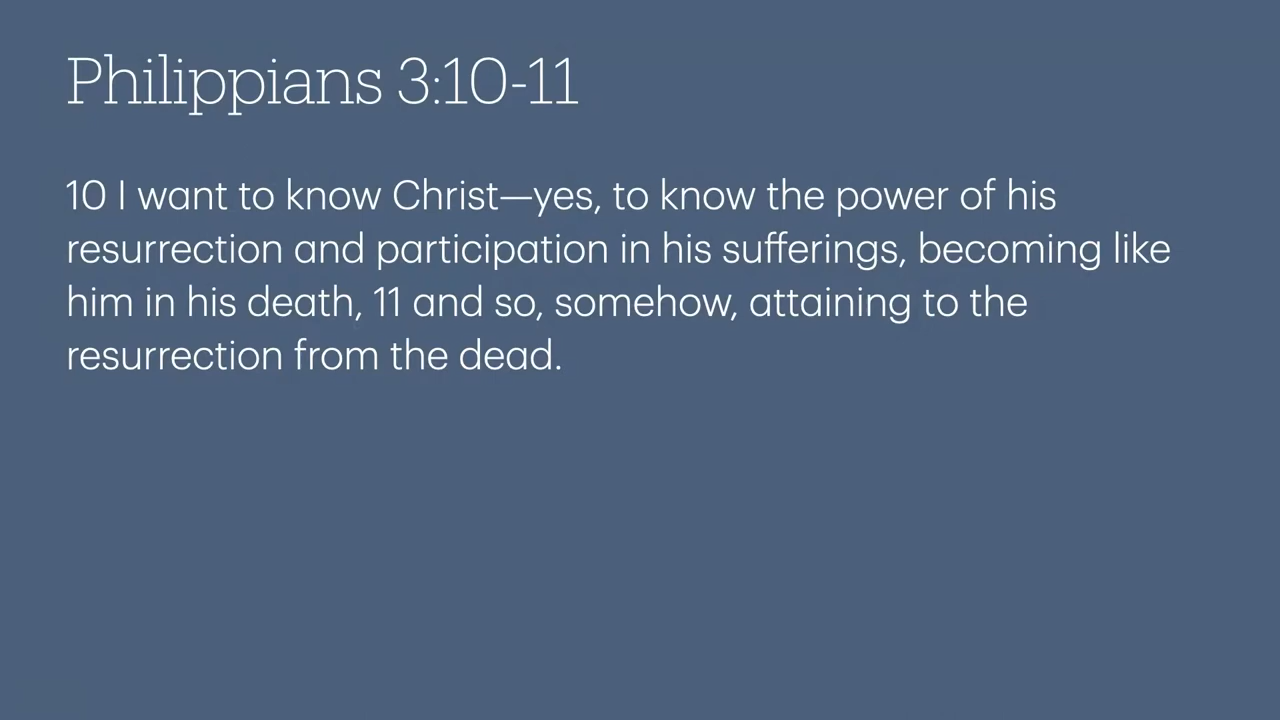 Philippians 3:10-11
10 I want to know Christ—yes, to know the power of his
resurrection and participation in his sufferings, becoming like
him in his death, 11 and so, somehow, attaining to the
resurrection from the dead.